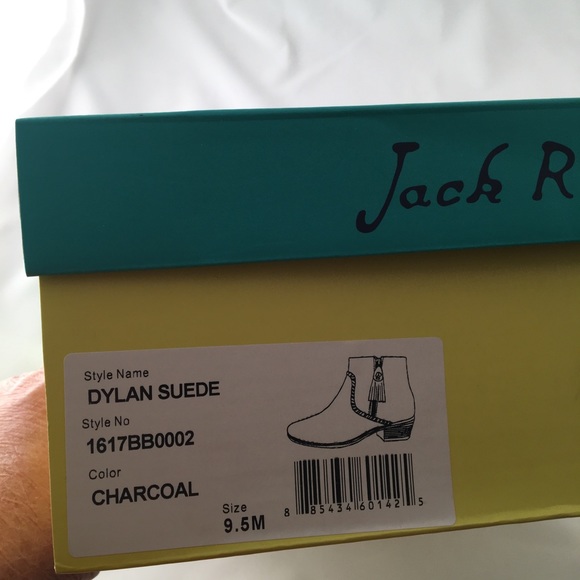 Jack R
Style Name
DYLAN SUEDE
Style No
1617BB0002
Color
CHARCOAL
Size
9.5M
8 85434 60142 5